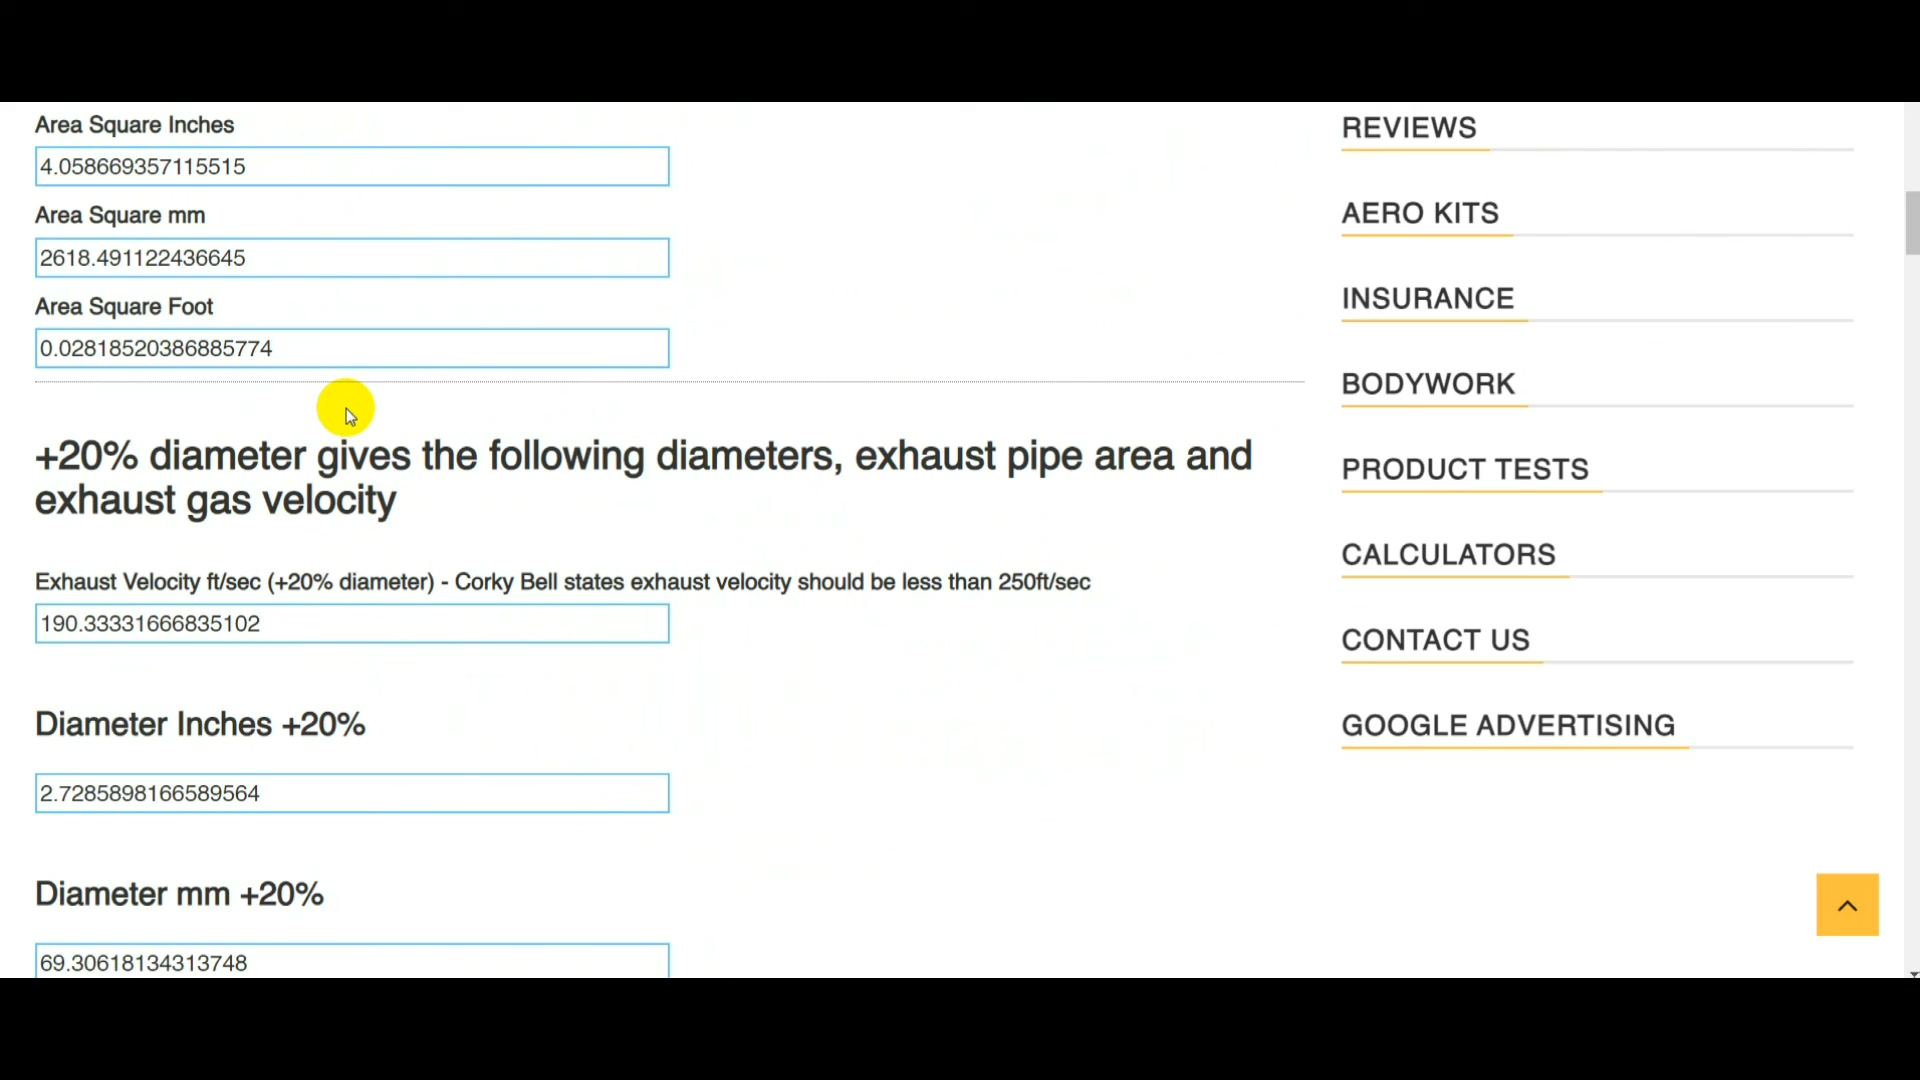 Area Square Inches
4.058669357115515
Area Square mm
2618.491122436645
Area Square Foot
0.02818520386885774
+20% diameter gives the following diameters, exhaust pipe area and
exhaust gas velocity
Exhaust Velocity ft/sec (+20% diameter) - Corky Bell states exhaust velocity should be less than 250ft/sec
190.33331666835102
Diameter Inches +20%
2.7285898166589564
Diameter mm +20%
69.30618134313748
REVIEWS
AERO KITS
INSURANCE
BODYWORK
PRODUCT TESTS
CALCULATORS
CONTACT US
GOOGLE ADVERTISING